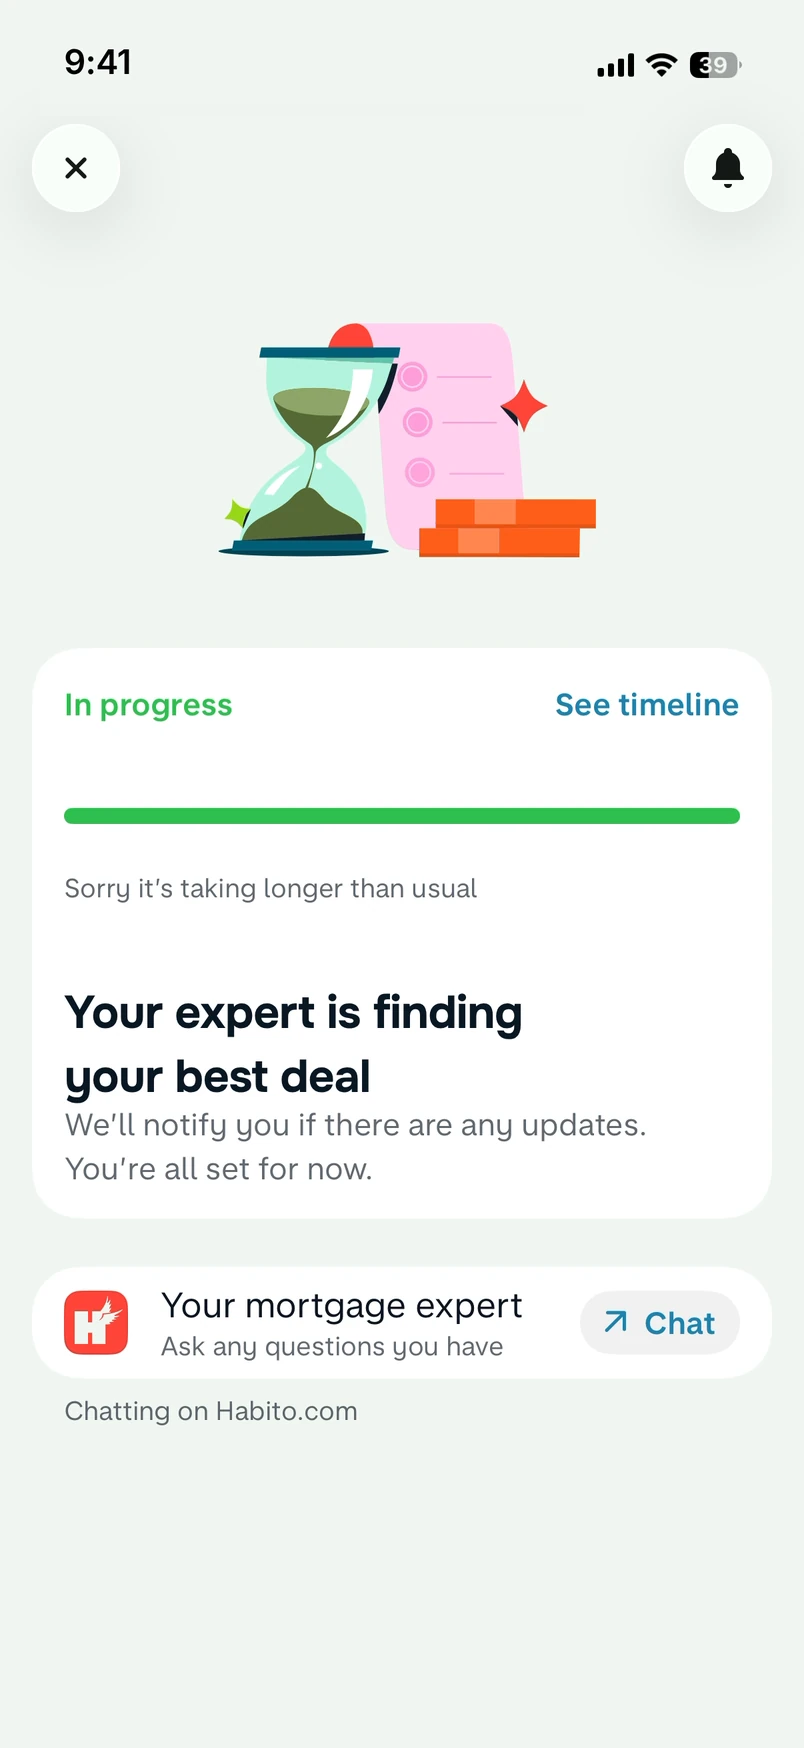 9:41
39
In progress
See timeline
Sorry it's taking longer than usual
Your expert is finding
your best deal
We'll notify you if there are any updates.
You're all set for now.
H
Your mortgage expert
Ask any questions you have
Chat
Chatting on Habito.com